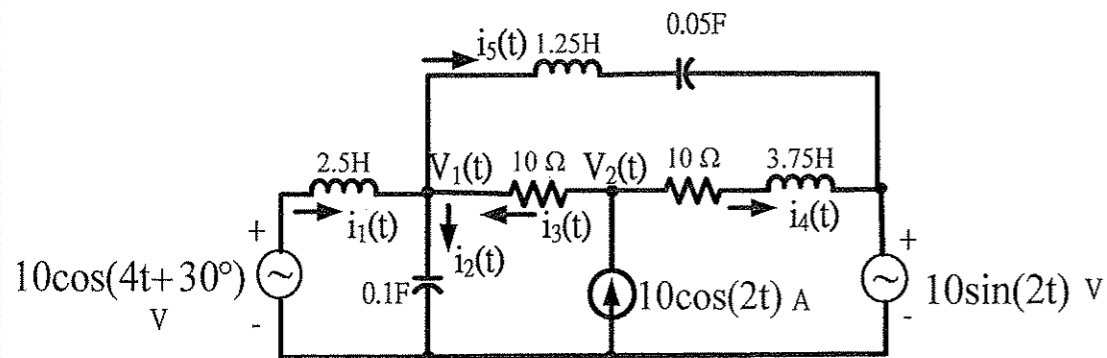 i₅(t) 1.25H 0.05F
2.5H V₁(t) 10 Ω V₂(t) 10 Ω 3.75H
i₁(t) i₂(t) i₃(t) i₄(t)
+ +
10cos(4t+30°) 0.1F 10cos(2t) A 10sin(2t) V
V
- -